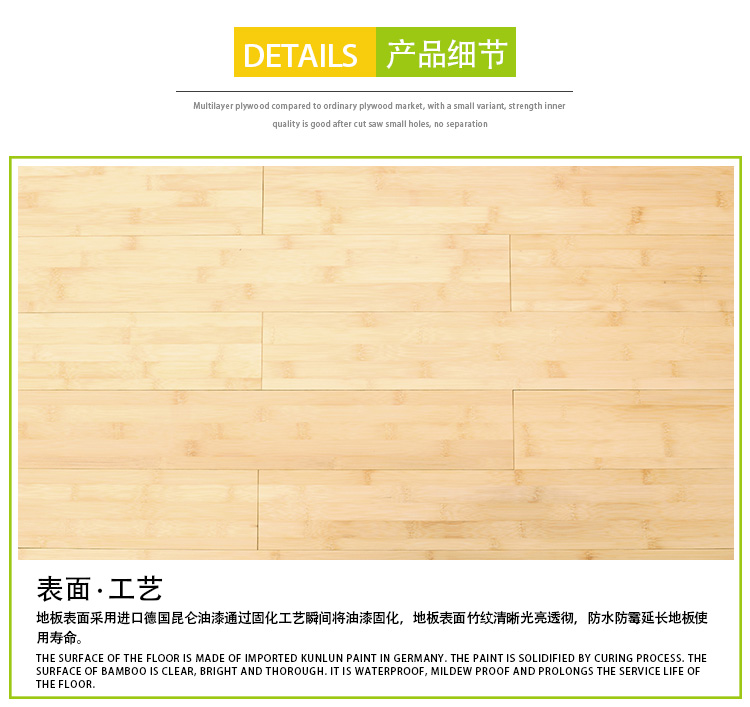 DETAILS 产品细节
Multilayer plywood compared to ordinary plywood market, with a small variant, strength inner
quality is good after cut saw small holes, no separation
表面·工艺
地板表面采用进口德国昆仑油漆通过固化工艺瞬间将油漆固化，地板表面竹纹清晰光亮透彻，防水防霉延长地板使
用寿命。
THE SURFACE OF THE FLOOR IS MADE OF IMPORTED KUNLUN PAINT IN GERMANY. THE PAINT IS SOLIDIFIED BY CURING PROCESS. THE
SURFACE OF BAMBOO IS CLEAR, BRIGHT AND THOROUGH. IT IS WATERPROOF, MILDEW PROOF AND PROLONGS THE SERVICE LIFE OF
THE FLOOR.